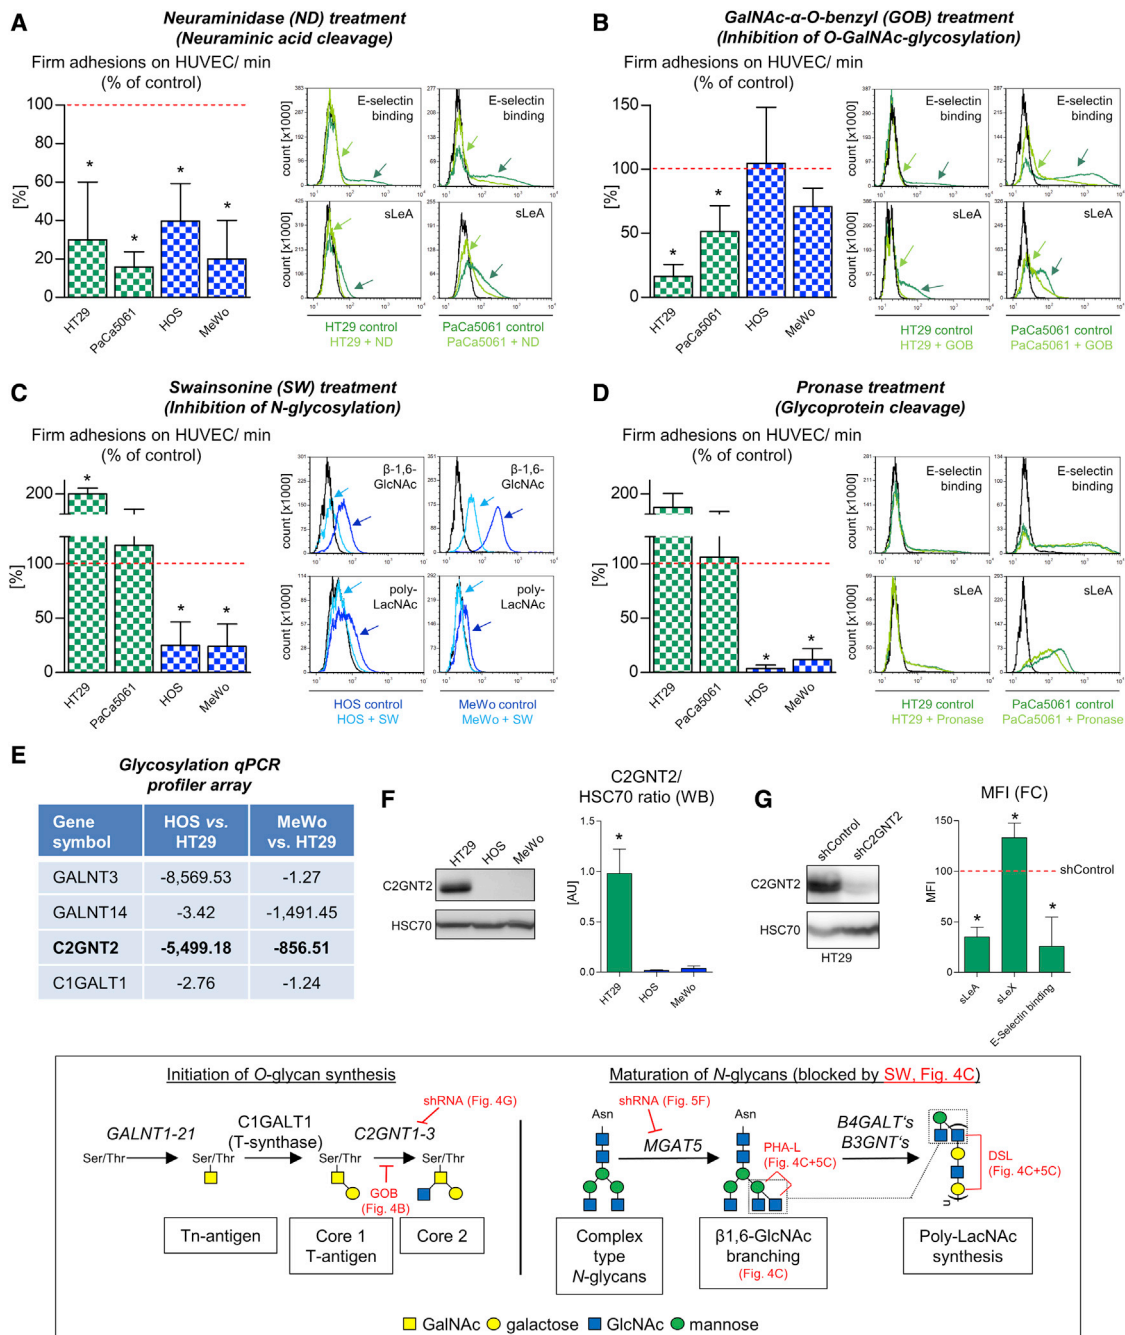 A
Neuraminidase (ND) treatment
(Neuraminic acid cleavage)
Firm adhesions on HUVEC/ min
(% of control)
[%]
100
80
60
40
20
0
*
*
*
*
HT29
PaCa5061
HOS
MeWo
count [x1000]
E-selectin
binding
E-selectin
binding
count [x1000]
sLeA
sLeA
HT29 control
HT29 + ND
PaCa5061 control
PaCa5061 + ND
B
GalNAc-α-O-benzyl (GOB) treatment
(Inhibition of O-GalNAc-glycosylation)
Firm adhesions on HUVEC/ min
(% of control)
[%]
150
100
50
0
*
*
HT29
PaCa5061
HOS
MeWo
count [x1000]
E-selectin
binding
E-selectin
binding
count [x1000]
sLeA
sLeA
HT29 control
HT29 + GOB
PaCa5061 control
PaCa5061 + GOB
C
Swainsonine (SW) treatment
(Inhibition of N-glycosylation)
Firm adhesions on HUVEC/ min
(% of control)
[%]
200
100
50
0
*
*
*
HT29
PaCa5061
HOS
MeWo
count [x1000]
β-1,6-
GlcNAc
β-1,6-
GlcNAc
count [x1000]
poly-
LacNAc
poly-
LacNAc
HOS control
HOS + SW
MeWo control
MeWo + SW
D
Pronase treatment
(Glycoprotein cleavage)
Firm adhesions on HUVEC/ min
(% of control)
[%]
200
100
50
0
*
*
HT29
PaCa5061
HOS
MeWo
count [x1000]
E-selectin
binding
E-selectin
binding
count [x1000]
sLeA
sLeA
HT29 control
HT29 + Pronase
PaCa5061 control
PaCa5061 + Pronase
E
Glycosylation qPCR
profiler array
Gene symbol HOS vs. HT29 MeWo vs. HT29
GALNT3 -8,569.53 -1.27
GALNT14 -3.42 -1,491.45
C2GNT2 -5,499.18 -856.51
C1GALT1 -2.76 -1.24
F
HT29
HOS
MeWo
C2GNT2
HSC70
C2GNT2/
HSC70 ratio (WB)
[AU]
1.5
1.0
0.5
0.0
*
HT29
HOS
MeWo
G
shControl
shC2GNT2
C2GNT2
HSC70
HT29
MFI (FC)
MFI
150
100
50
0
shControl
*
*
*
sLeA
sLeX
E-Selectin binding
Initiation of O-glycan synthesis
shRNA (Fig. 4G)
GALNT1-21
C1GALT1
(T-synthase)
C2GNT1-3
Ser/Thr
Ser/Thr
Ser/Thr
Ser/Thr
GOB
(Fig. 4B)
Tn-antigen
Core 1
T-antigen
Core 2
Maturation of N-glycans (blocked by SW, Fig. 4C)
shRNA (Fig. 5F)
Asn
Asn
MGAT5
PHA-L
(Fig. 4C+5C)
B4GALT's
B3GNT's
DSL
(Fig. 4C+5C)
n
Complex
type
N-glycans
β1,6-GlcNAc
branching
(Fig. 4C)
Poly-LacNAc
synthesis
GalNAc
galactose
GlcNAc
mannose